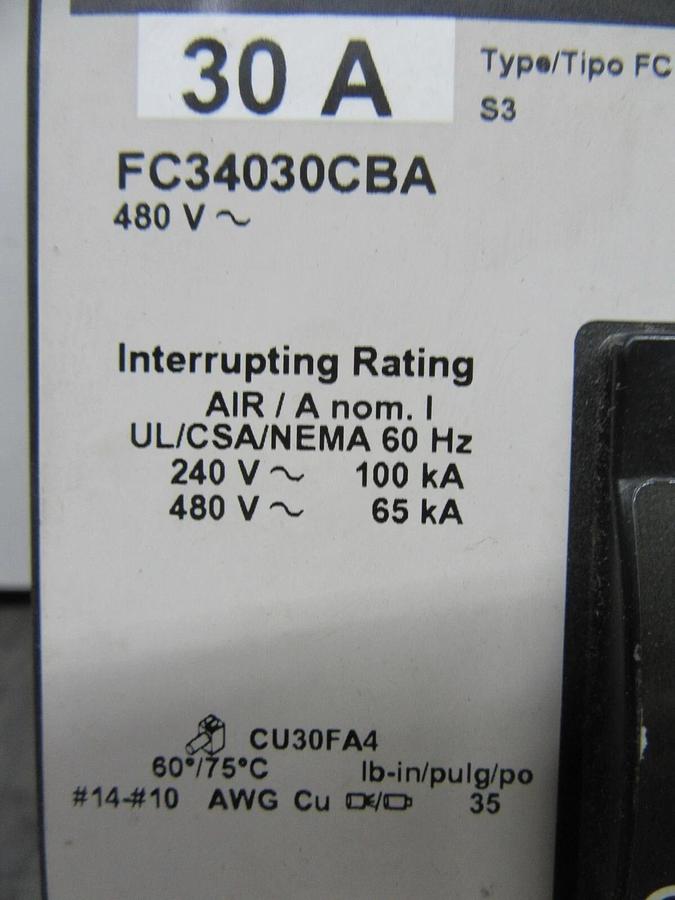 30 A
Type/Tipo FC
S3
FC34030CBA
480 V ~
Interrupting Rating
AIR / A nom. I
UL/CSA/NEMA 60 Hz
240 V ~ 100 kA
480 V ~ 65 kA
CU30FA4
60°/75°C lb-in/pulg/po
#14-#10 AWG Cu 35